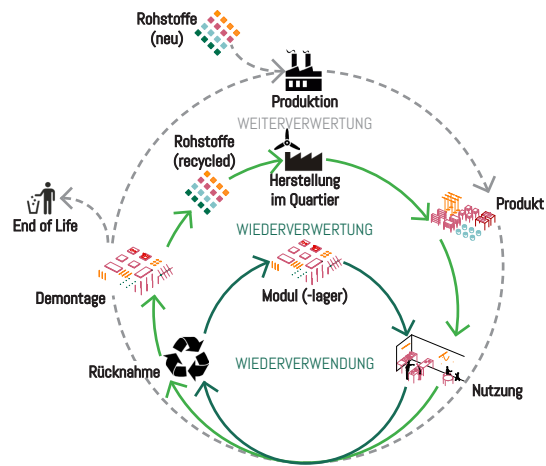 Rohstoffe
(neu)
Produktion
WEITERVERWERTUNG
Rohstoffe
(recycled)
Herstellung
im Quartier
Produkt
End of Life
WIEDERVERWERTUNG
Demontage
Modul (-lager)
Rücknahme
WIEDERVERWENDUNG
Nutzung